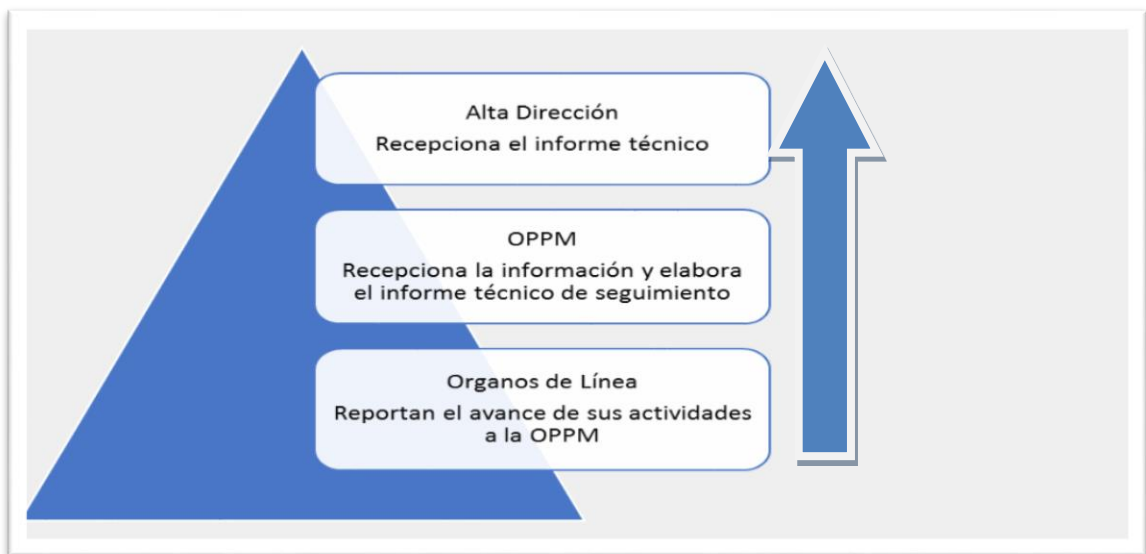 Alta Dirección
Recepciona el informe técnico
OPPM
Recepciona la información y elabora
el informe técnico de seguimiento
Organos de Línea
Reportan el avance de sus actividades
a la OPPM